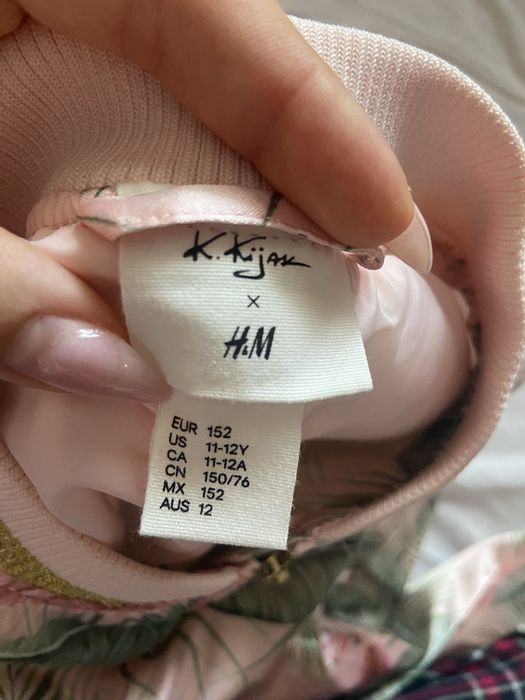 K. Kijak
x
H&M
EUR 152
US 11-12Y
CA 11-12A
CN 150/76
MX 152
AUS 12